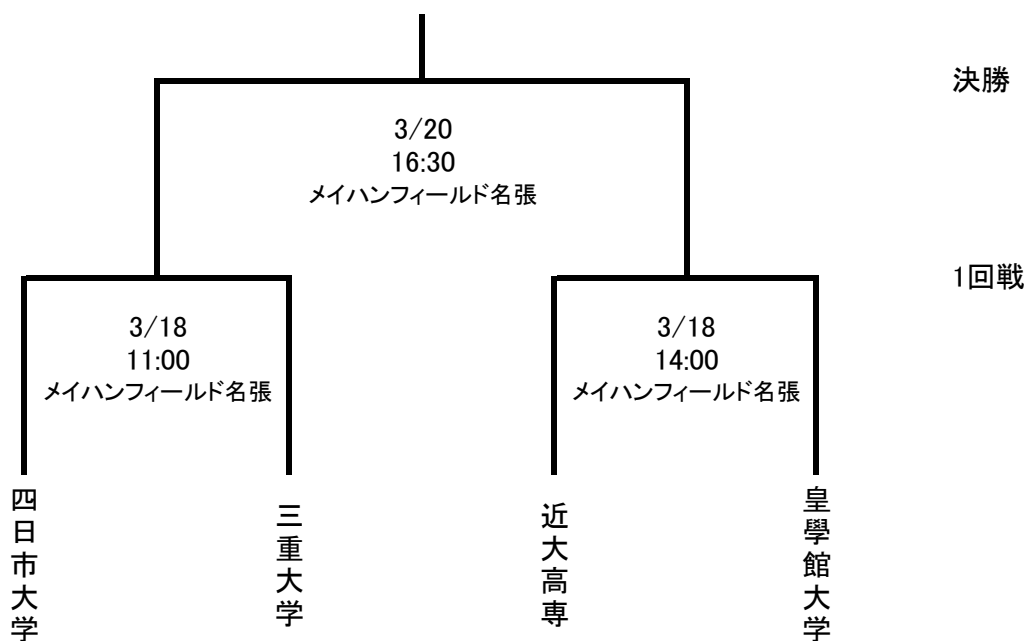 決勝
3/20
16:30
メイハンフィールド名張
1回戦
3/18
11:00
メイハンフィールド名張
3/18
14:00
メイハンフィールド名張
四日市大学
三重大学
近大高専
皇學館大学